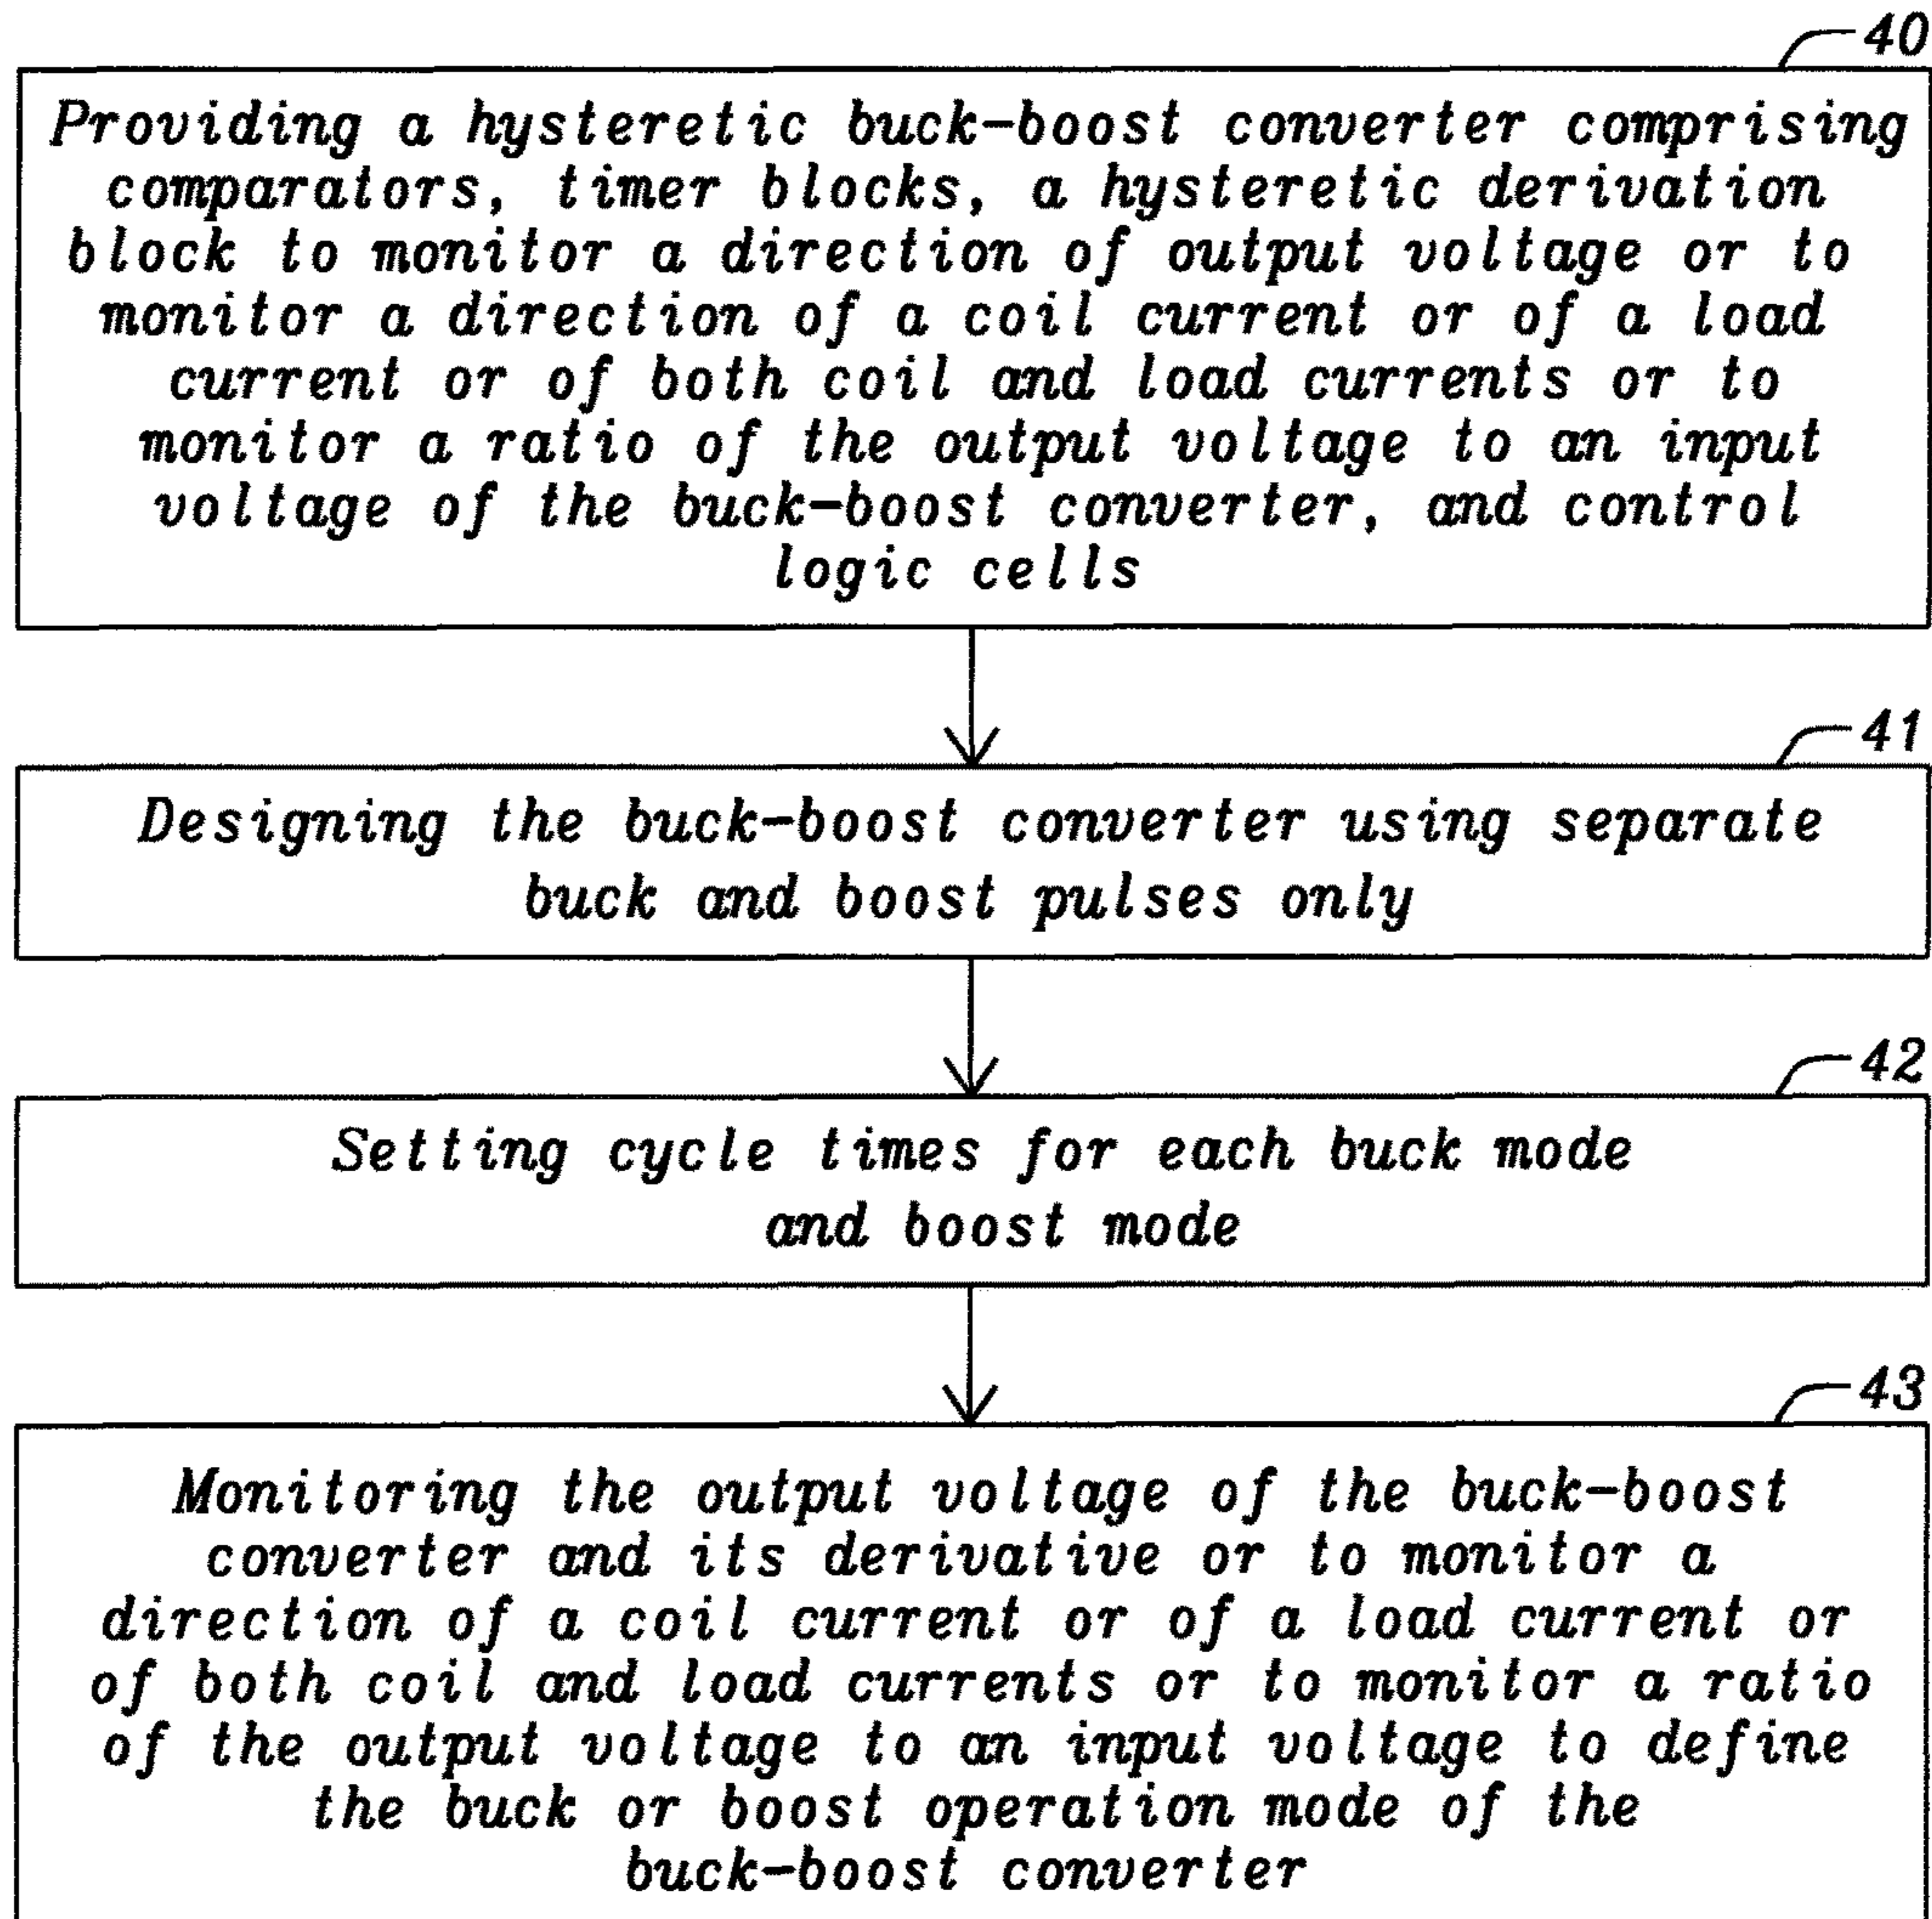 40
Providing a hysteretic buck-boost converter comprising
comparators, timer blocks, a hysteretic derivation
block to monitor a direction of output voltage or to
monitor a direction of a coil current or of a load
current or of both coil and load currents or to
monitor a ratio of the output voltage to an input
voltage of the buck-boost converter, and control
logic cells
41
Designing the buck-boost converter using separate
buck and boost pulses only
42
Setting cycle times for each buck mode
and boost mode
43
Monitoring the output voltage of the buck-boost
converter and its derivative or to monitor a
direction of a coil current or of a load current or
of both coil and load currents or to monitor a ratio
of the output voltage to an input voltage to define
the buck or boost operation mode of the
buck-boost converter